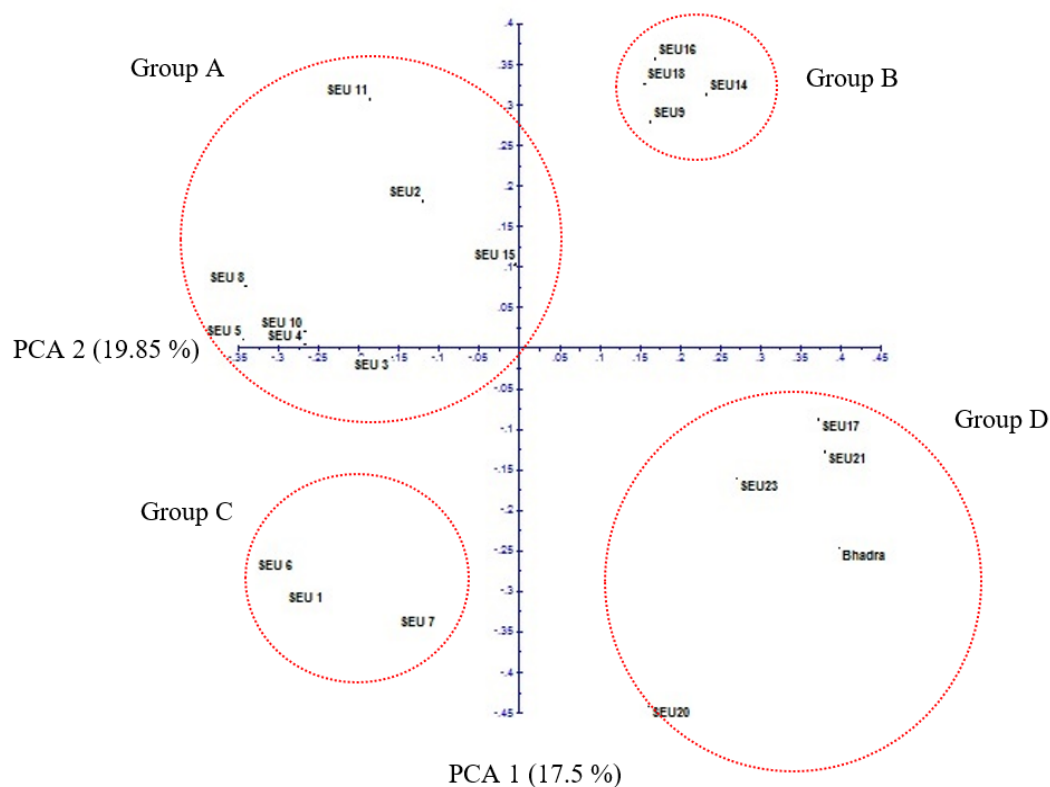 .4
SEU16
Group A
Group B
.35
SEU18
SEU 11
SEU14
.3
SEU9
.25
.2
SEU2
.15
SEU 15
.1
SEU 8
.05
SEU 10
SEU 5
SEU 4
PCA 2 (19.85 %)
.35 -.3 -.25 -.2 -.15 -.1 -.05 .05 .1 .15 .2 .25 .3 .35 .4 .45
SEU 3
-.05
Group D
-.1
SEU17
SEU21
-.15
SEU23
-.2
Group C
-.25
Bhadra
SEU 6
-.3
SEU 1
SEU 7
-.35
-.4
-.45
SEU20
PCA 1 (17.5 %)